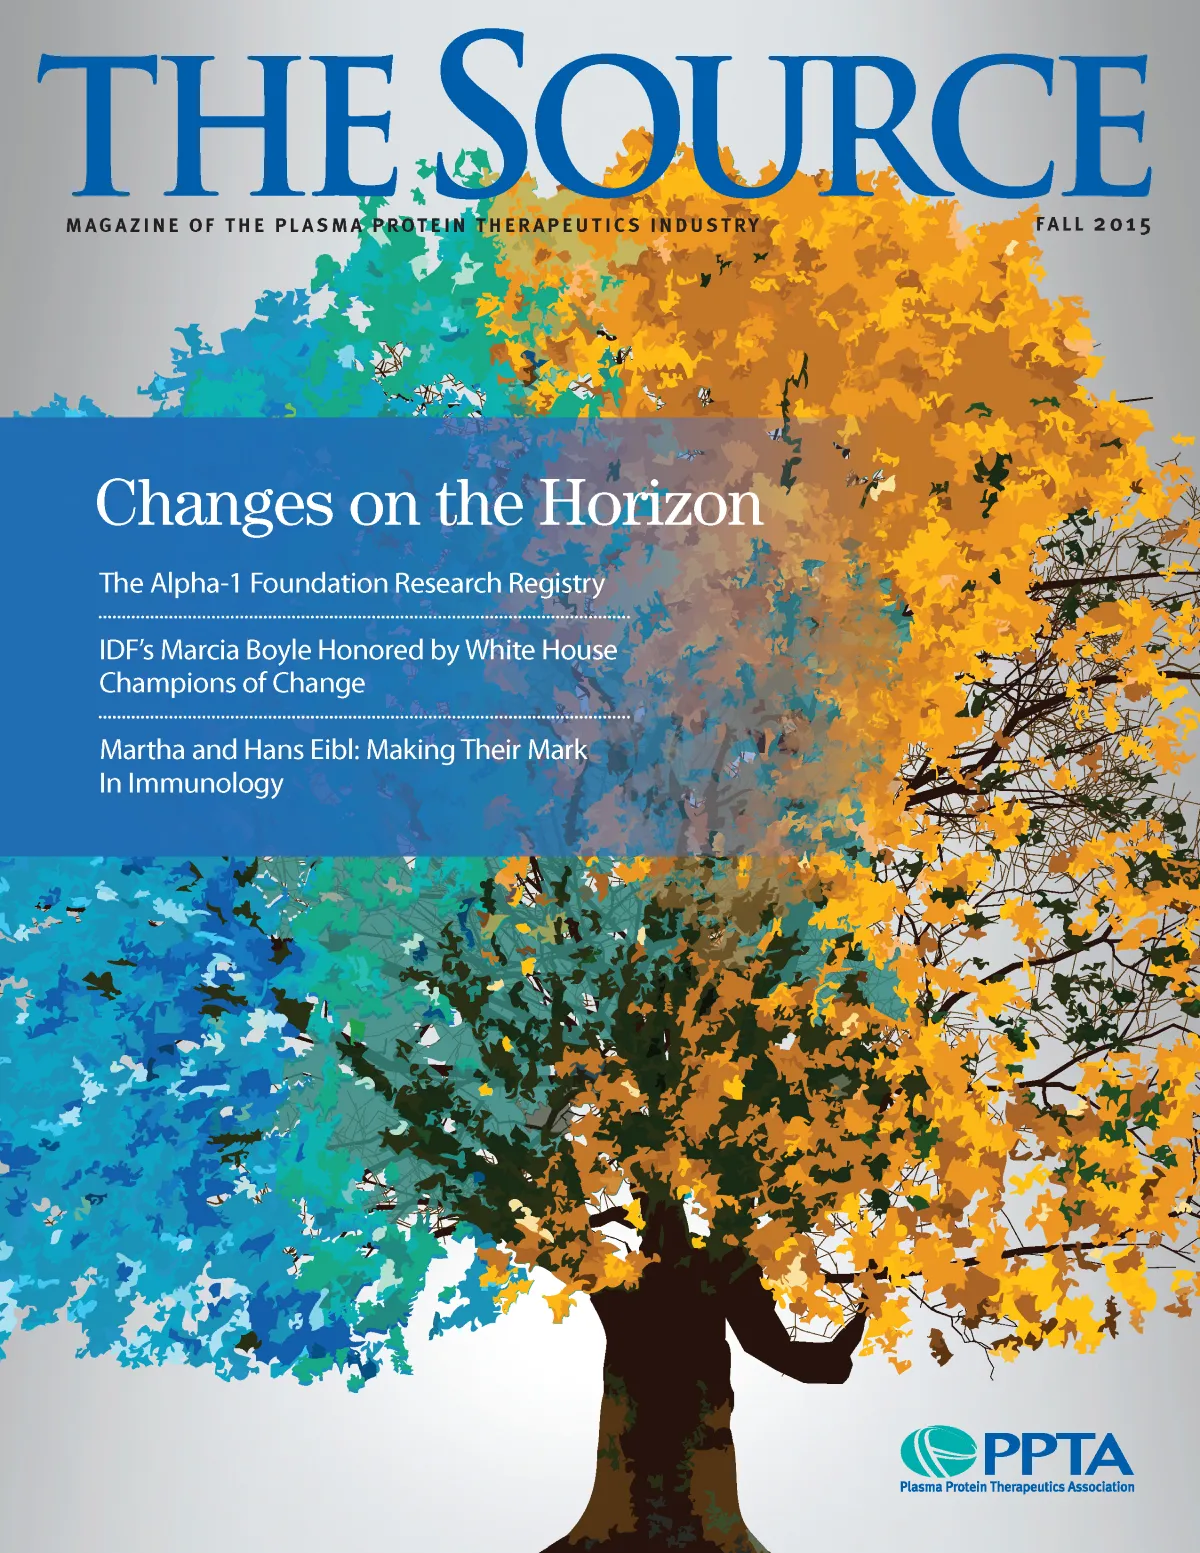 THE SOURCE
MAGAZINE OF THE PLASMA PROTEIN THERAPEUTICS INDUSTRY
FALL 2015
Changes on the Horizon
The Alpha-1 Foundation Research Registry
IDF's Marcia Boyle Honored by White House
Champions of Change
Martha and Hans Eibl: Making Their Mark
In Immunology
PPTA
Plasma Protein Therapeutics Association